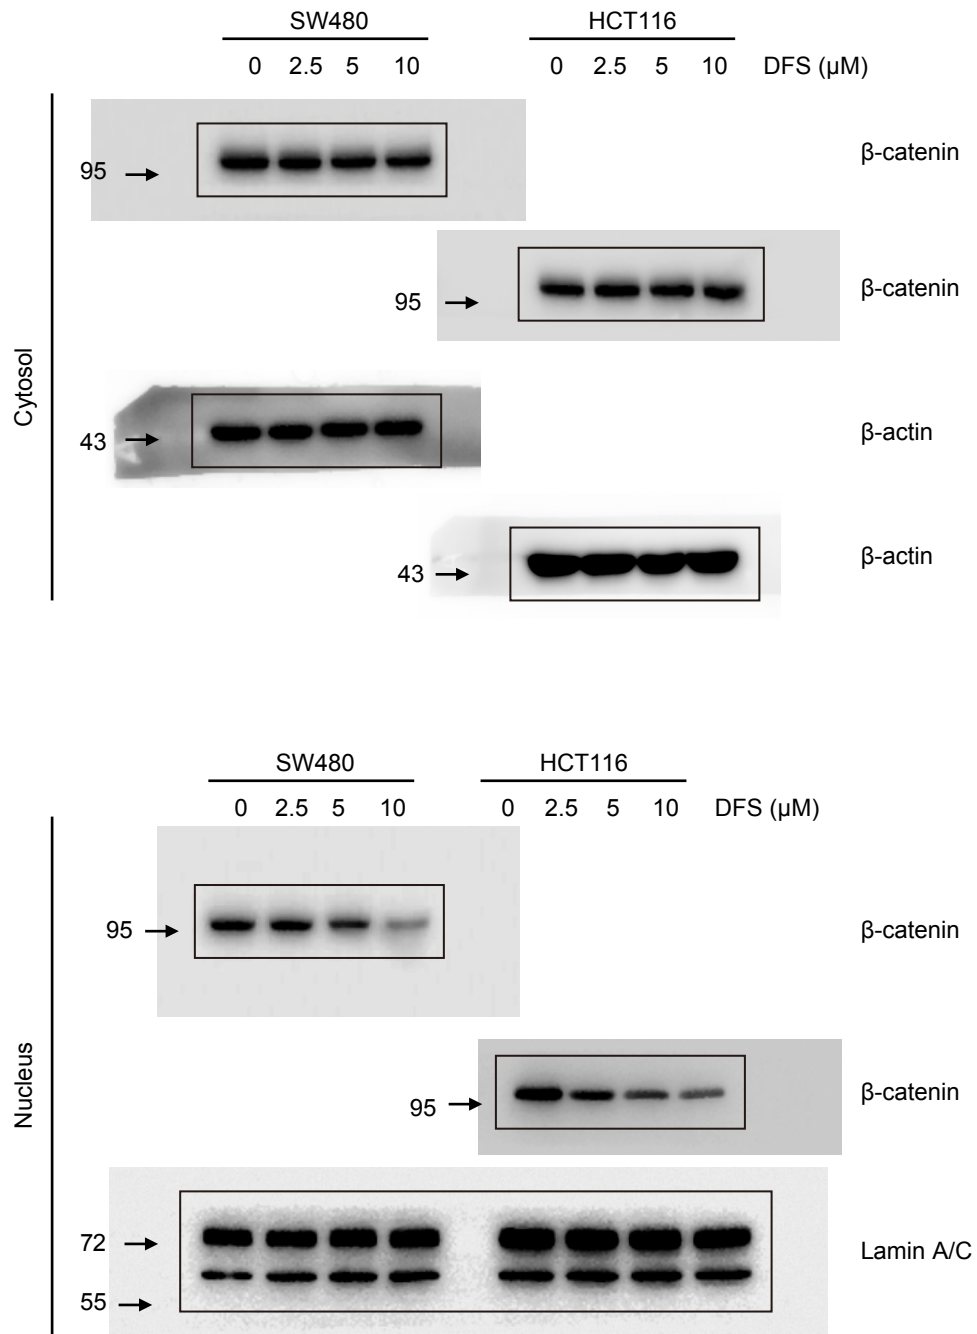 SW480 HCT116
0 2.5 5 10 0 2.5 5 10 DFS (μM)
95 β-catenin
95 β-catenin
Cytosol
43 β-actin
43 β-actin
SW480 HCT116
0 2.5 5 10 0 2.5 5 10 DFS (μM)
95 β-catenin
Nucleus
95 β-catenin
72 Lamin A/C
55